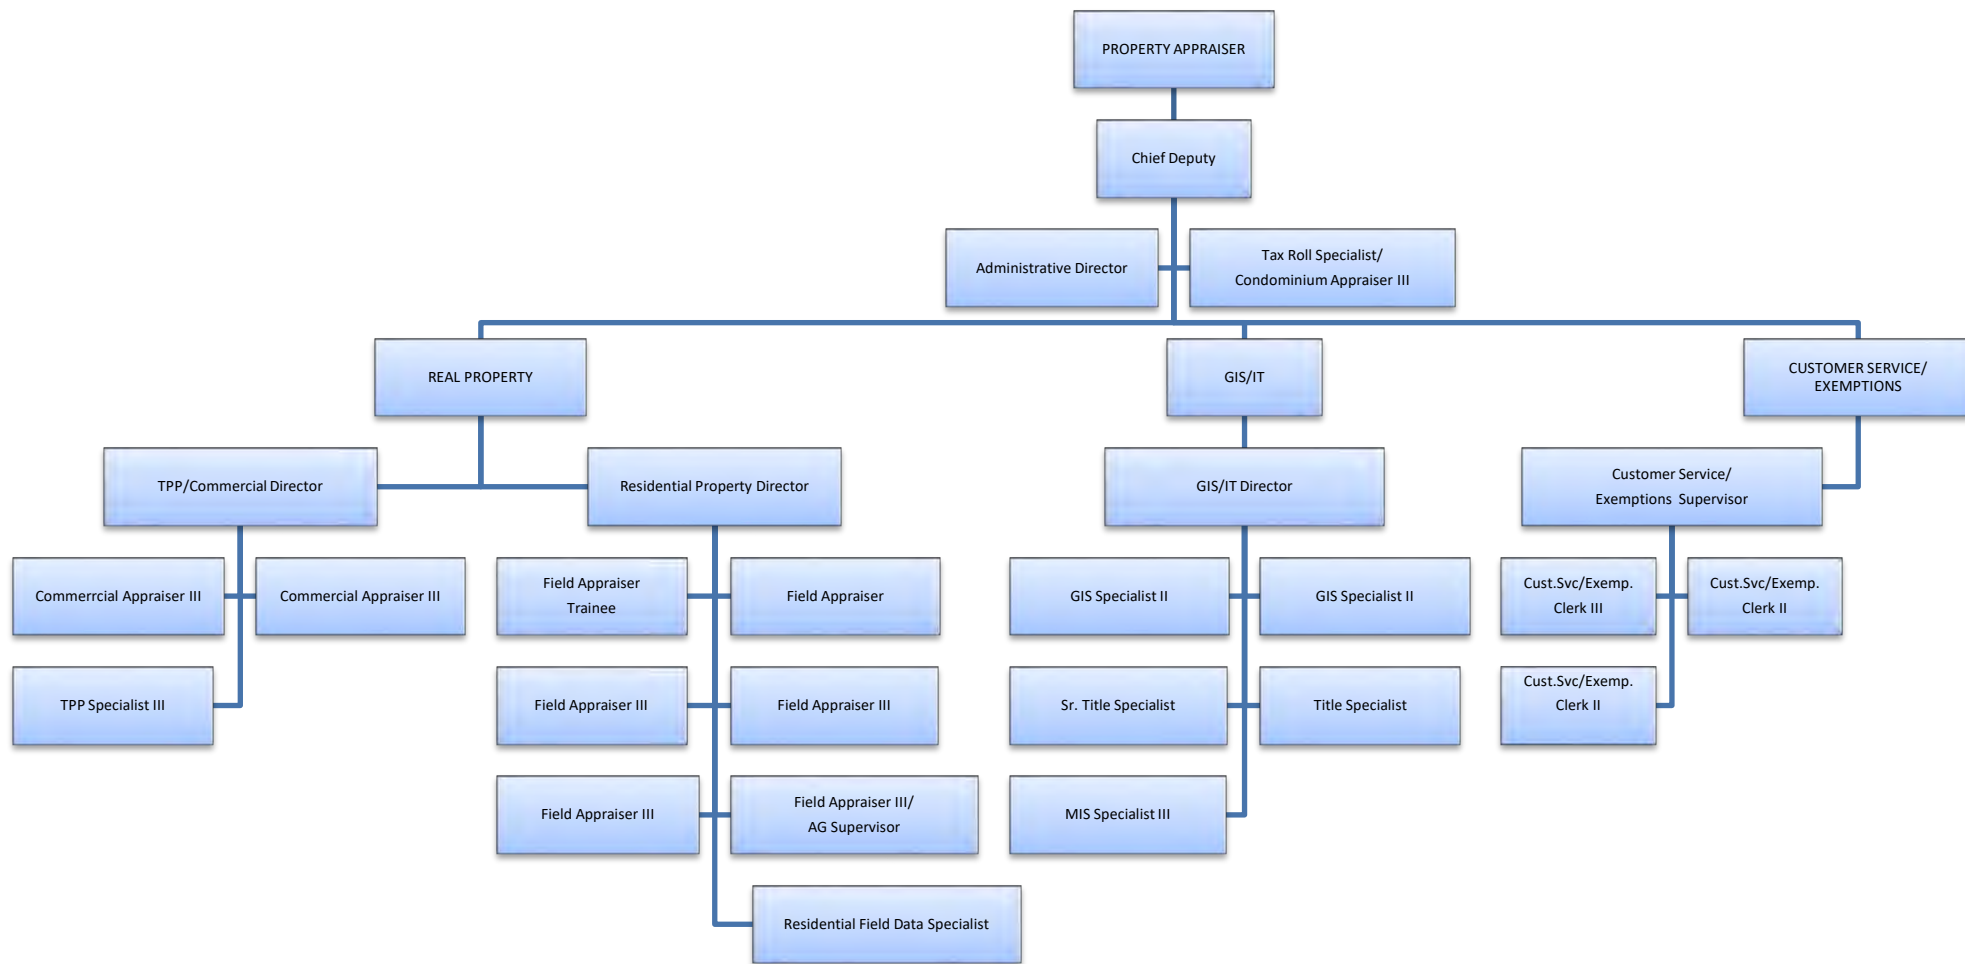 PROPERTY APPRAISER
Chief Deputy
Administrative Director
Tax Roll Specialist/
Condominium Appraiser III
REAL PROPERTY
GIS/IT
CUSTOMER SERVICE/
EXEMPTIONS
TPP/Commercial Director
Residential Property Director
GIS/IT Director
Customer Service/
Exemptions  Supervisor
Commerrcial Appraiser III
Commercial Appraiser III
Field Appraiser
Trainee
Field Appraiser
GIS Specialist II
GIS Specialist II
Cust.Svc/Exemp.
Clerk III
Cust.Svc/Exemp.
Clerk II
TPP Specialist III
Field Appraiser III
Field Appraiser III
Sr. Title Specialist
Title Specialist
Cust.Svc/Exemp.
Clerk II
Field Appraiser III
Field Appraiser III/
AG Supervisor
MIS Specialist III
Residential Field Data Specialist